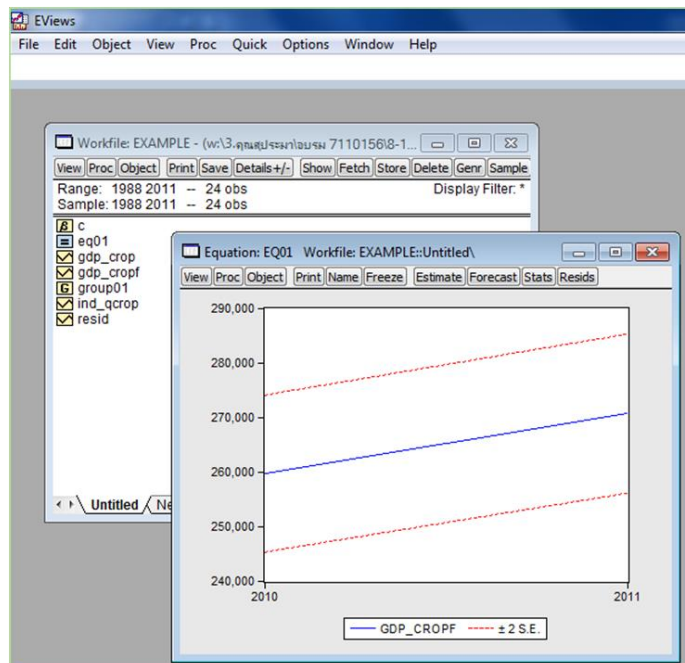 EViews
File Edit Object View Proc Quick Options Window Help
Workfile: EXAMPLE - (w:\3.คุณสุประมา\อบรม 7110156\8-1...
View Proc Object Print Save Details+/- Show Fetch Store Delete Genr Sample
Range: 1988 2011 -- 24 obs Display Filter: *
Sample: 1988 2011 -- 24 obs
c
eq01
gdp_crop
gdp_cropf
group01
ind_qcrop
resid
Untitled Ne
Equation: EQ01 Workfile: EXAMPLE::Untitled\
View Proc Object Print Name Freeze Estimate Forecast Stats Resids
290,000
280,000
270,000
260,000
250,000
240,000
2010 2011
GDP_CROPF ± 2 S.E.